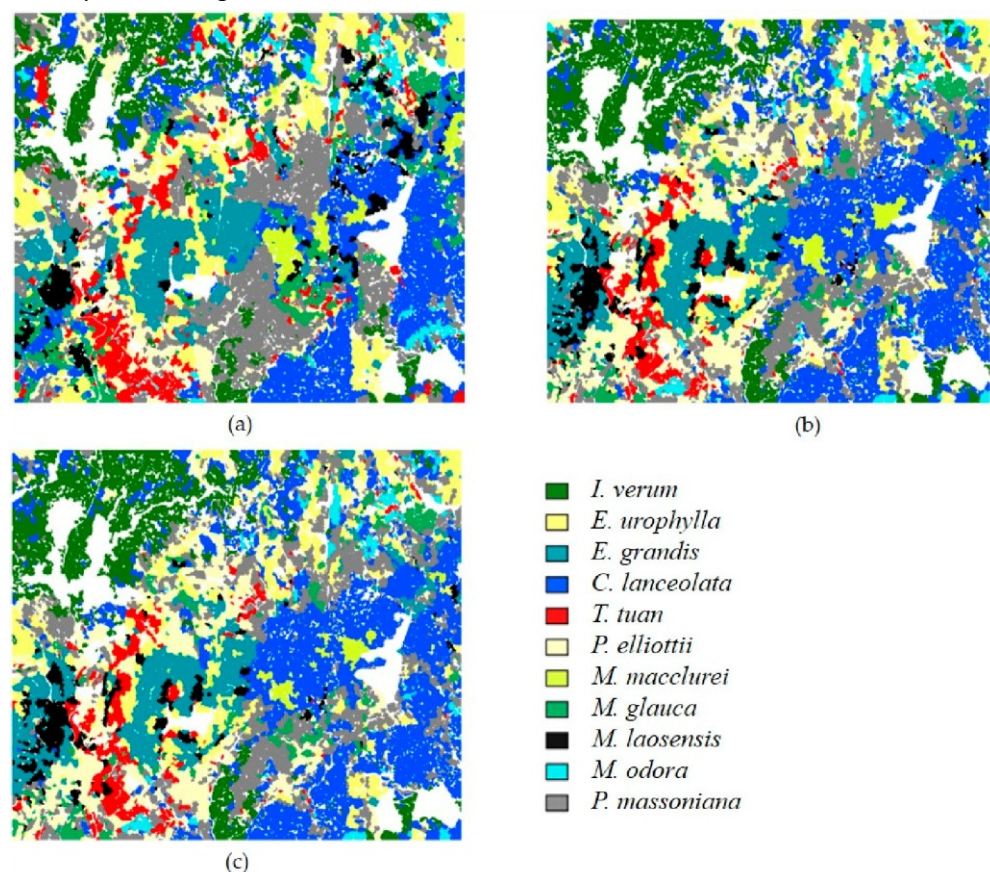 (a)
(b)
(c)
I. verum
E. urophylla
E. grandis
C. lanceolata
T. tuan
P. elliottii
M. macclurei
M. glauca
M. laosensis
M. odora
P. massoniana